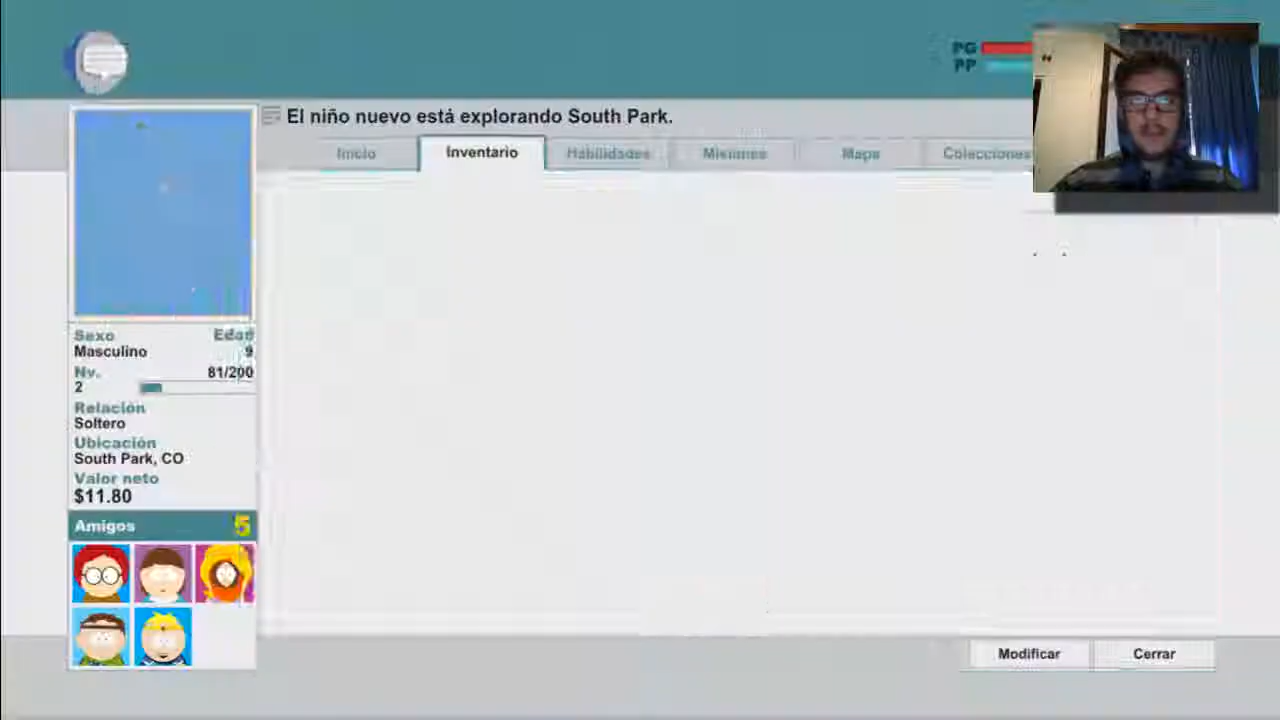 PG
PP
El niño nuevo está explorando South Park.
Inicio
Inventario
Habilidades
Misiones
Mapa
Colecciones
Sexo
Edad
Masculino
9
Nv.
81/200
2
Relación
Soltero
Ubicación
South Park, CO
Valor neto
$11.80
Amigos
5
Modificar
Cerrar